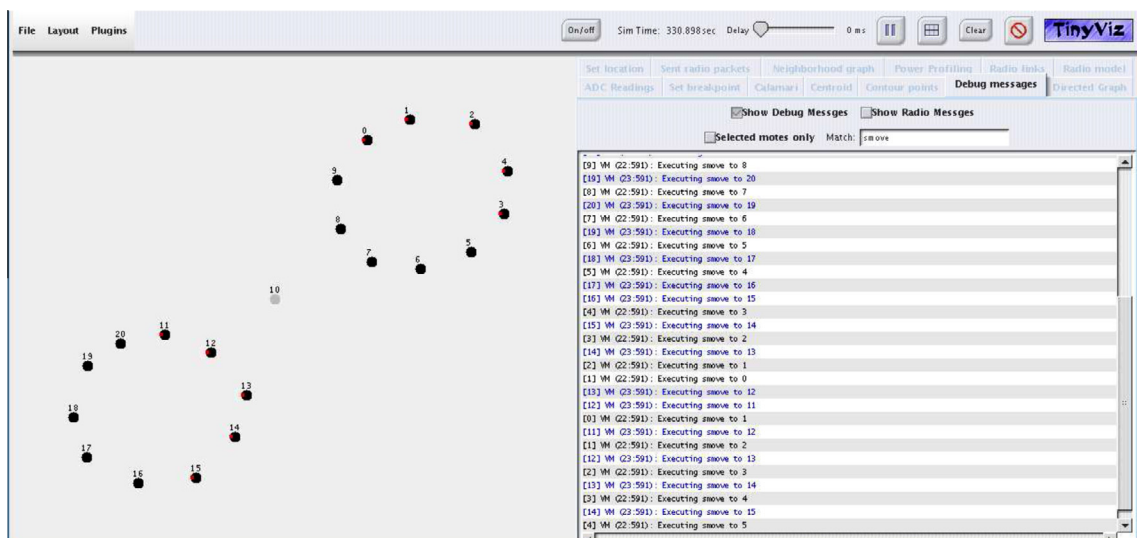 File Layout Plugins
On/off Sim Time: 330.898 sec Delay 0 ms Clear TinyViz
Set location Sent radio packets Neighborhood graph Power Profiling Radio links Radio model
ADC Readings Set breakpoint Calamari Centroid Contour points Debug messages Directed Graph
Show Debug Messges Show Radio Messges
Selected motes only Match: smove
[9] VM (22:591): Executing smove to 8
[19] VM (23:591): Executing smove to 20
[8] VM (22:591): Executing smove to 7
[20] VM (23:591): Executing smove to 19
[7] VM (22:591): Executing smove to 6
[19] VM (23:591): Executing smove to 18
[6] VM (22:591): Executing smove to 5
[18] VM (23:591): Executing smove to 17
[5] VM (22:591): Executing smove to 4
[17] VM (23:591): Executing smove to 16
[16] VM (23:591): Executing smove to 15
[4] VM (22:591): Executing smove to 3
[15] VM (23:591): Executing smove to 14
[3] VM (22:591): Executing smove to 2
[14] VM (23:591): Executing smove to 13
[2] VM (22:591): Executing smove to 1
[1] VM (22:591): Executing smove to 0
[13] VM (23:591): Executing smove to 12
[12] VM (23:591): Executing smove to 11
[0] VM (22:591): Executing smove to 1
[11] VM (23:591): Executing smove to 12
[1] VM (22:591): Executing smove to 2
[12] VM (23:591): Executing smove to 13
[2] VM (22:591): Executing smove to 3
[13] VM (23:591): Executing smove to 14
[3] VM (22:591): Executing smove to 4
[14] VM (23:591): Executing smove to 15
[4] VM (22:591): Executing smove to 5
1
2
0
4
9
3
8
5
7
6
10
11
20
12
19
13
18
14
17
15
16